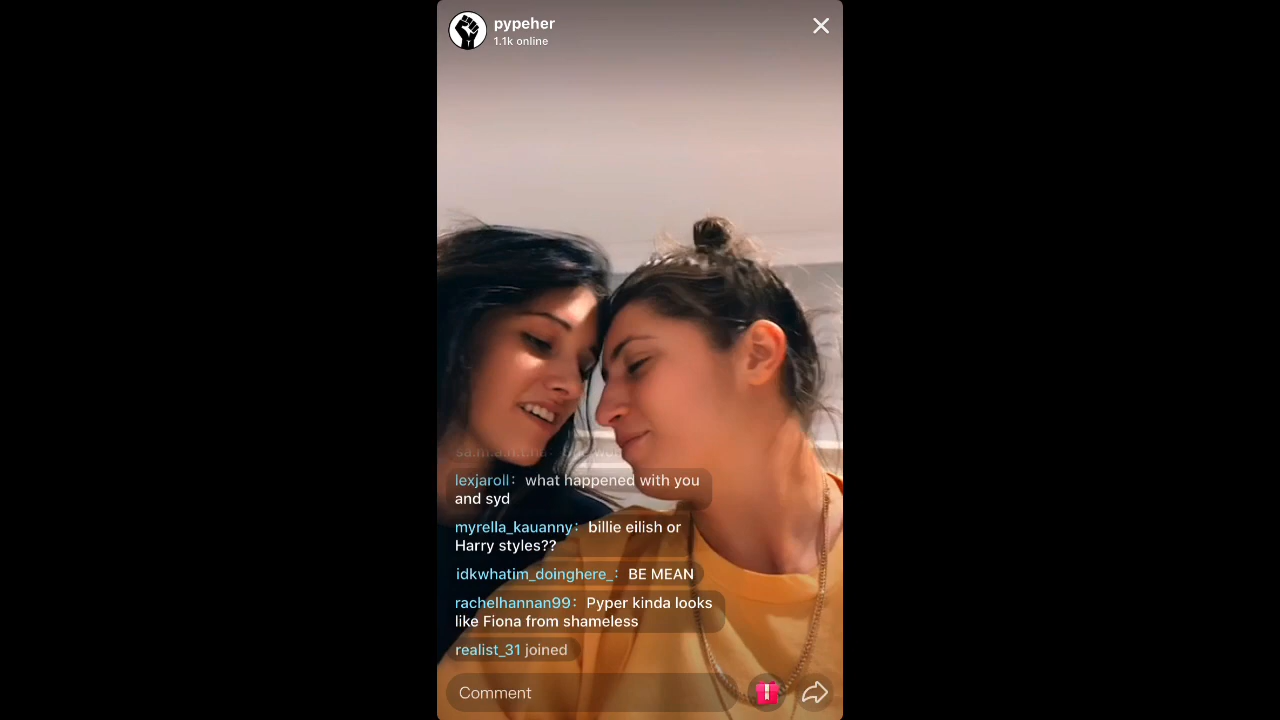 pypeher
1.1k online
lexjaroll: what happened with you
and syd
myrella_kauanny: billie eilish or
Harry styles??
idkwhatim_doinghere_: BE MEAN
rachelhannan99: Pyper kinda looks
like Fiona from shameless
realist_31 joined
Comment